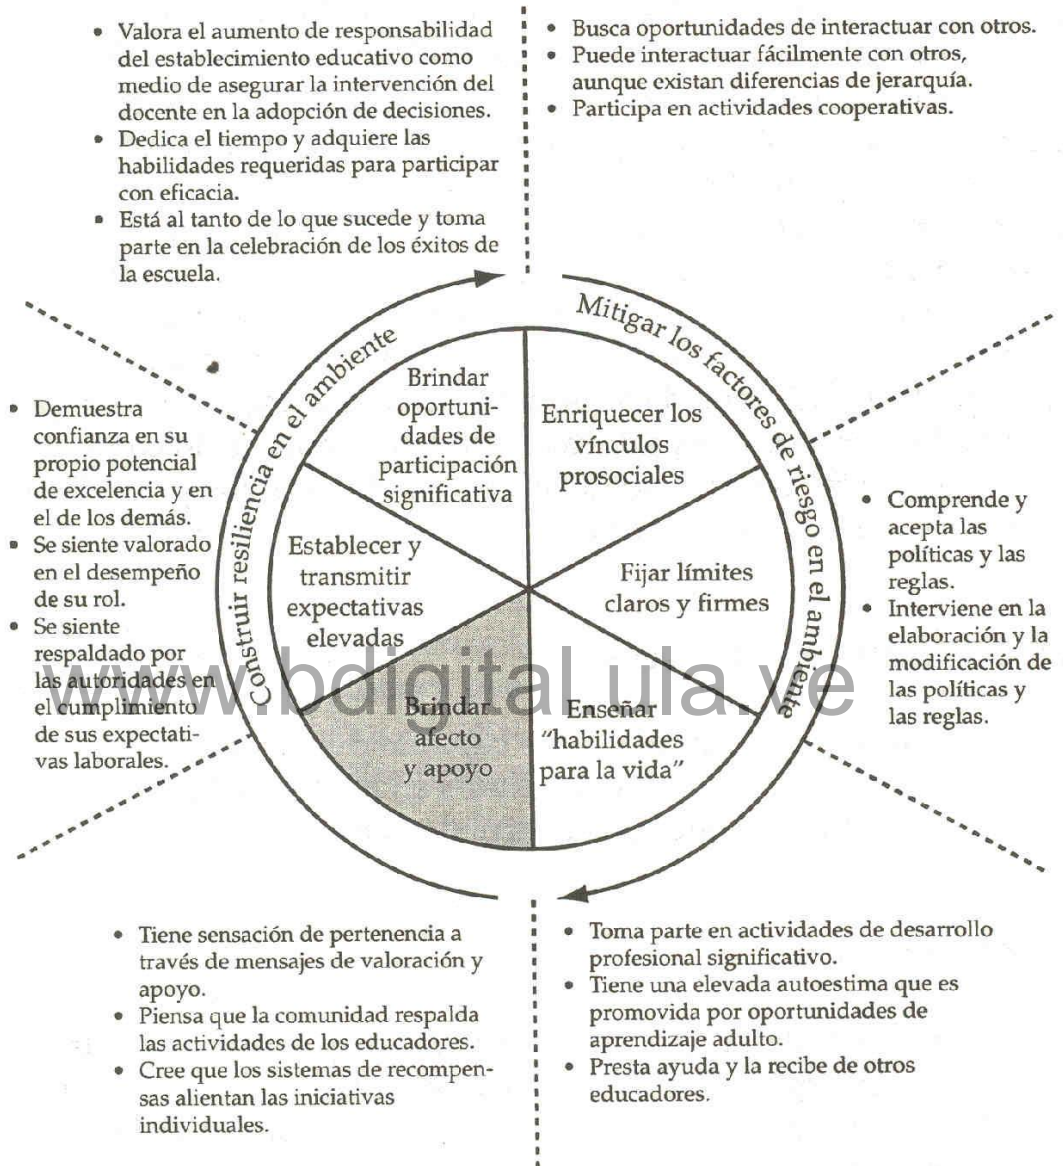 • Valora el aumento de responsabilidad
del establecimiento educativo como
medio de asegurar la intervención del
docente en la adopción de decisiones.
• Dedica el tiempo y adquiere las
habilidades requeridas para participar
con eficacia.
• Está al tanto de lo que sucede y toma
parte en la celebración de los éxitos de
la escuela.
• Busca oportunidades de interactuar con otros.
• Puede interactuar fácilmente con otros,
aunque existan diferencias de jerarquía.
• Participa en actividades cooperativas.
Construir resiliencia en el ambiente
Mitigar los factores de riesgo en el ambiente
Brindar
oportuni-
dades de
participación
significativa
Enriquecer los
vínculos
prosociales
• Demuestra
confianza en su
propio potencial
de excelencia y en
el de los demás.
• Se siente valorado
en el desempeño
de su rol.
• Se siente
respaldado por
las autoridades en
el cumplimiento
de sus expectati-
vas laborales.
Establecer y
transmitir
expectativas
elevadas
Fijar límites
claros y firmes
• Comprende y
acepta las
políticas y las
reglas.
• Interviene en la
elaboración y la
modificación de
las políticas y
las reglas.
www.bdigital.ula.ve
Brindar
afecto
y apoyo
Enseñar
"habilidades
para la vida"
• Tiene sensación de pertenencia a
través de mensajes de valoración y
apoyo.
• Piensa que la comunidad respalda
las actividades de los educadores.
• Cree que los sistemas de recompen-
sas alientan las iniciativas
individuales.
• Toma parte en actividades de desarrollo
profesional significativo.
• Tiene una elevada autoestima que es
promovida por oportunidades de
aprendizaje adulto.
• Presta ayuda y la recibe de otros
educadores.